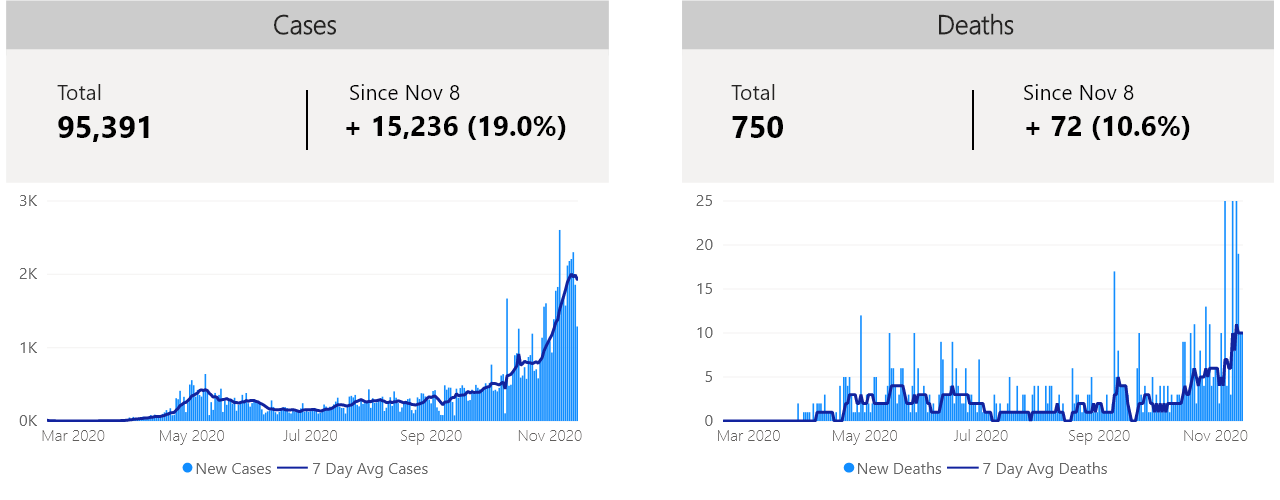 Cases
Total
95,391
Since Nov 8
+ 15,236 (19.0%)
3K
2K
1K
0K
Mar 2020 May 2020 Jul 2020 Sep 2020 Nov 2020
New Cases 7 Day Avg Cases
Deaths
Total
750
Since Nov 8
+ 72 (10.6%)
25
20
15
10
5
0
Mar 2020 May 2020 Jul 2020 Sep 2020 Nov 2020
New Deaths 7 Day Avg Deaths